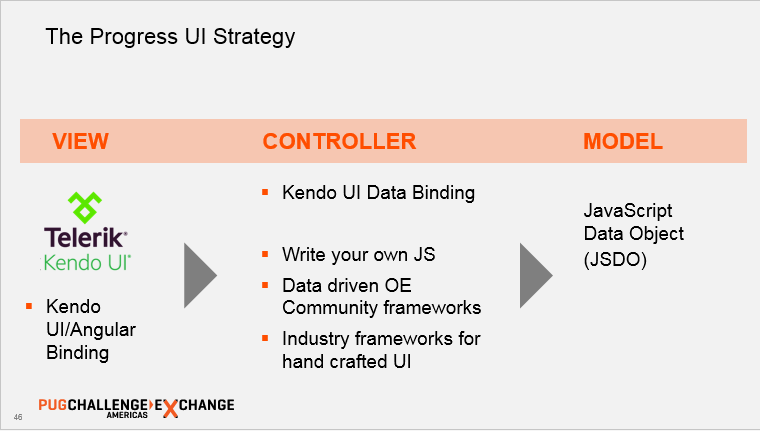 The Progress UI Strategy
VIEW
CONTROLLER
MODEL
Telerik®
Kendo UI®
▪ Kendo
UI/Angular
Binding
▪ Kendo UI Data Binding
▪ Write your own JS
▪ Data driven OE
Community frameworks
▪ Industry frameworks for
hand crafted UI
JavaScript
Data Object
(JSDO)
46
PUGCHALLENGE EXCHANGE
AMERICAS